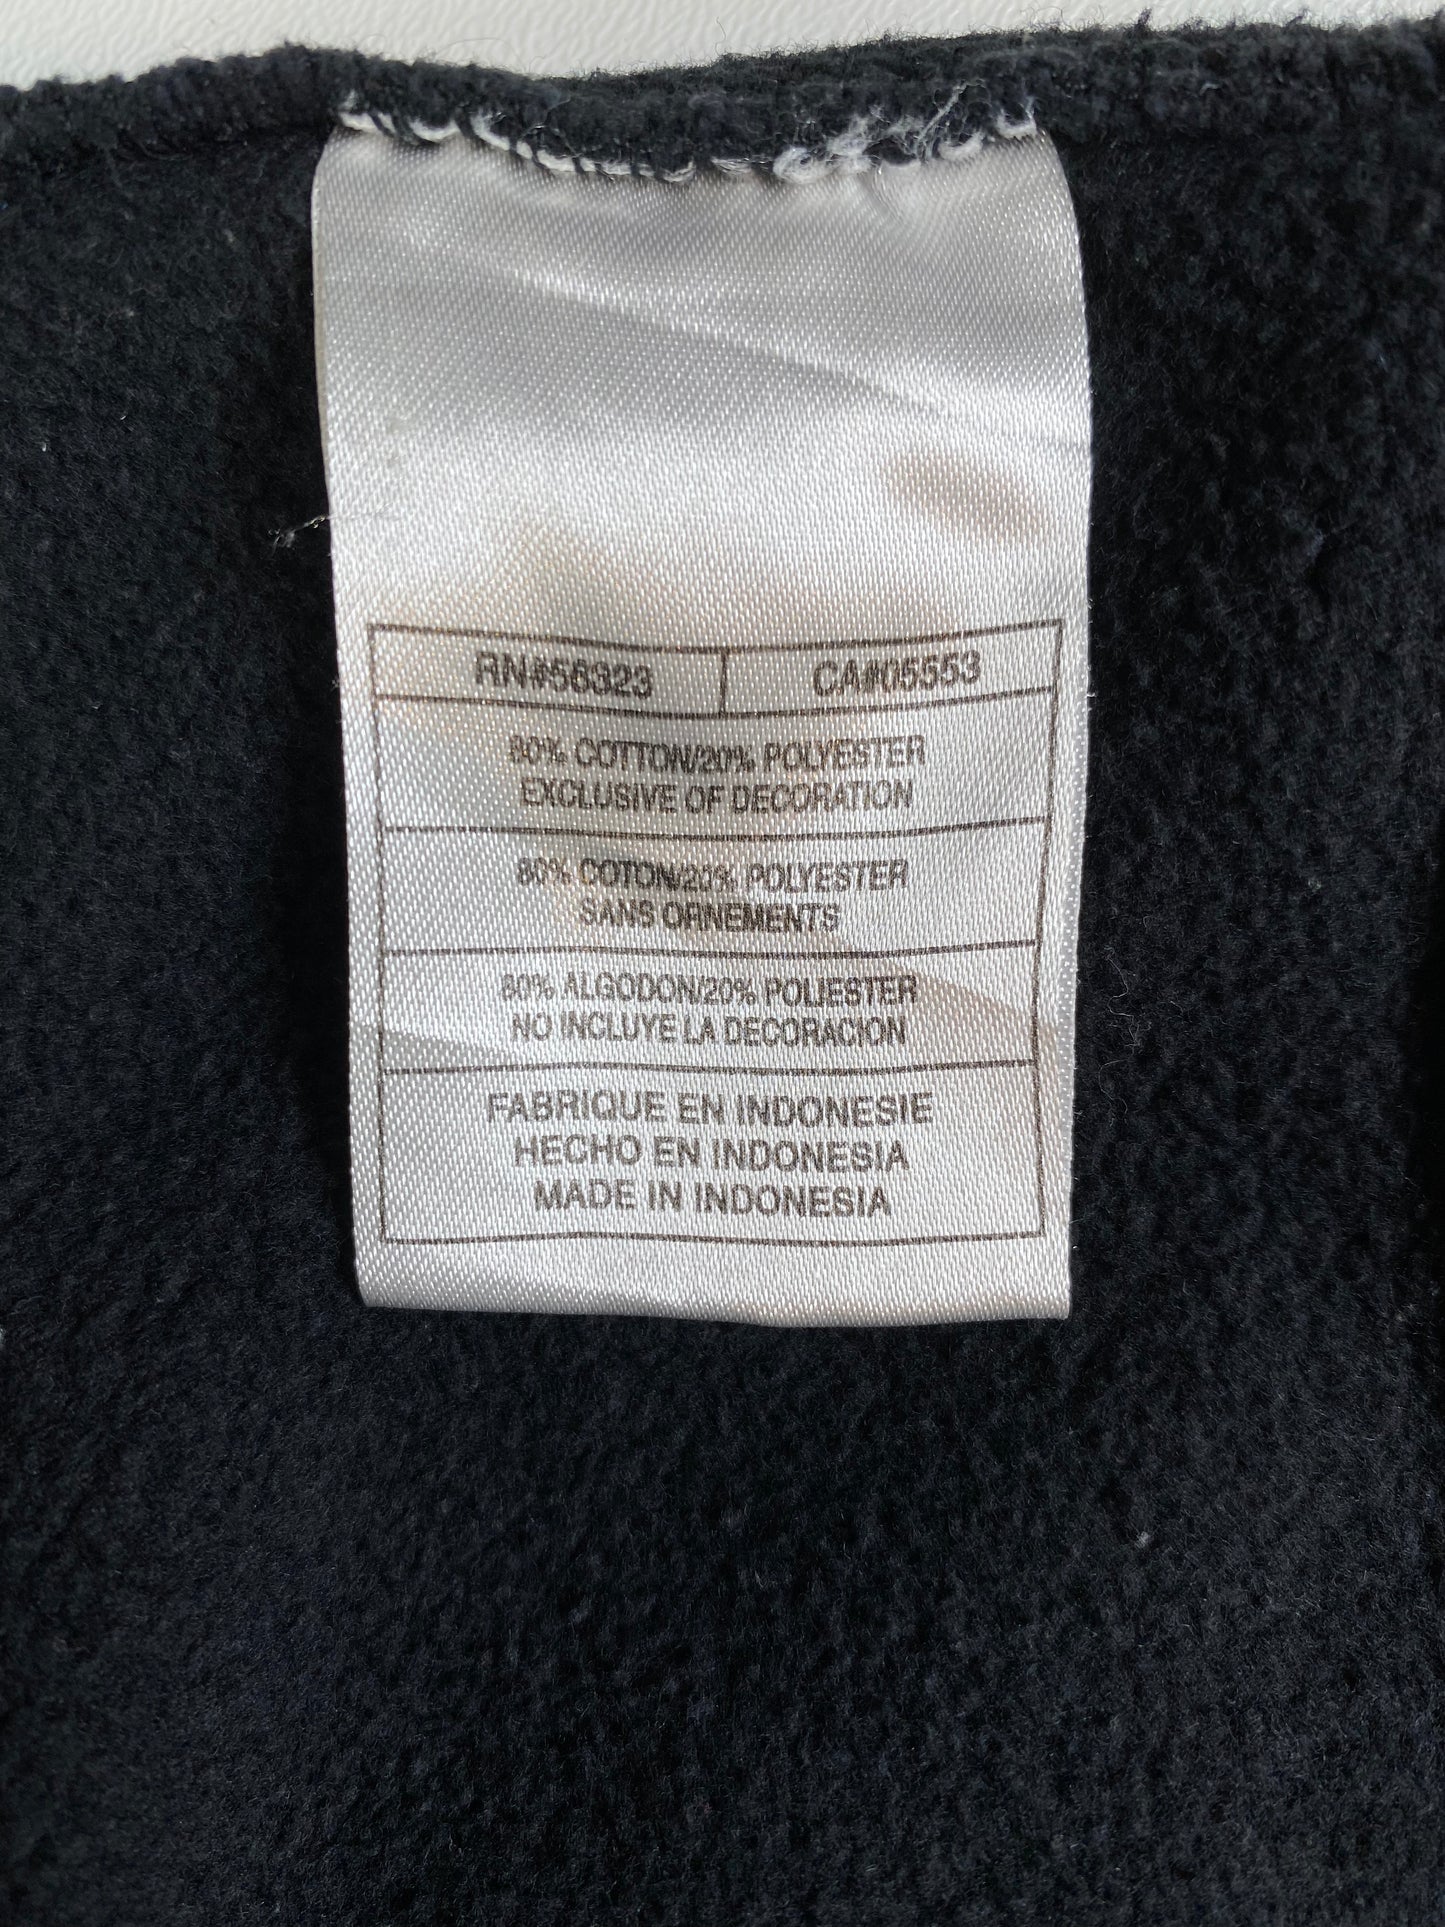 RN#56323 CA#05553
80% COTTON/20% POLYESTER
EXCLUSIVE OF DECORATION
80% COTON/20% POLYESTER
SANS ORNEMENTS
80% ALGODON/20% POLIESTER
NO INCLUYE LA DECORACION
FABRIQUE EN INDONESIE
HECHO EN INDONESIA
MADE IN INDONESIA